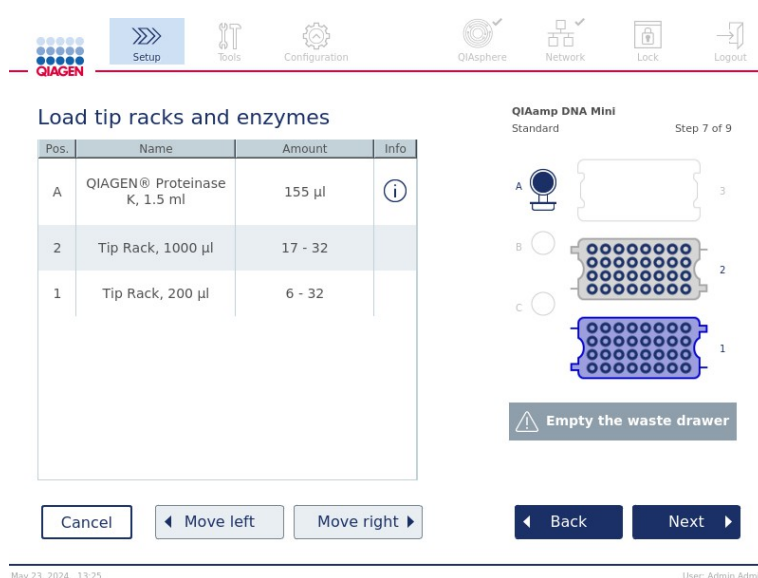 QIAGEN
Setup
Tools
Configuration
QIAsphere
Network
Lock
Logout
Load tip racks and enzymes
QIAamp DNA Mini
Standard
Step 7 of 9
Pos. Name Amount Info
A QIAGEN® Proteinase K, 1.5 ml 155 µl i
2 Tip Rack, 1000 µl 17 - 32
1 Tip Rack, 200 µl 6 - 32
A
3
B
2
C
1
Empty the waste drawer
Cancel
Move left
Move right
Back
Next
May 23, 2024 13:25
User: Admin Admi